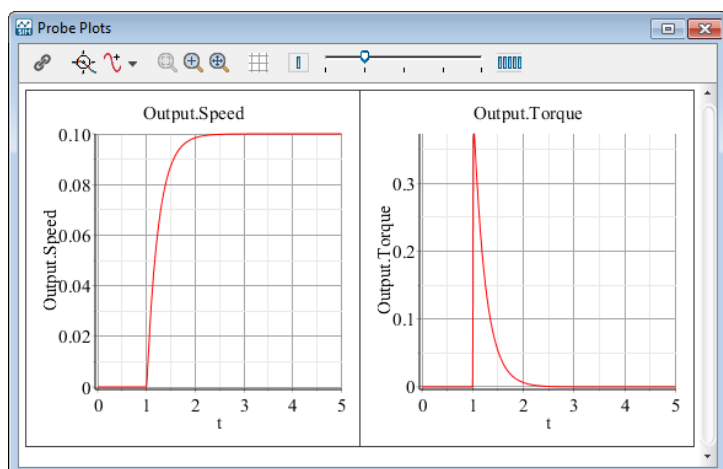 Probe Plots
SIM
Output.Speed
0.10
0.08
0.06
0.04
0.02
0
Output.Speed
0 1 2 3 4 5
t
Output.Torque
0.3
0.2
0.1
0
Output.Torque
0 1 2 3 4 5
t